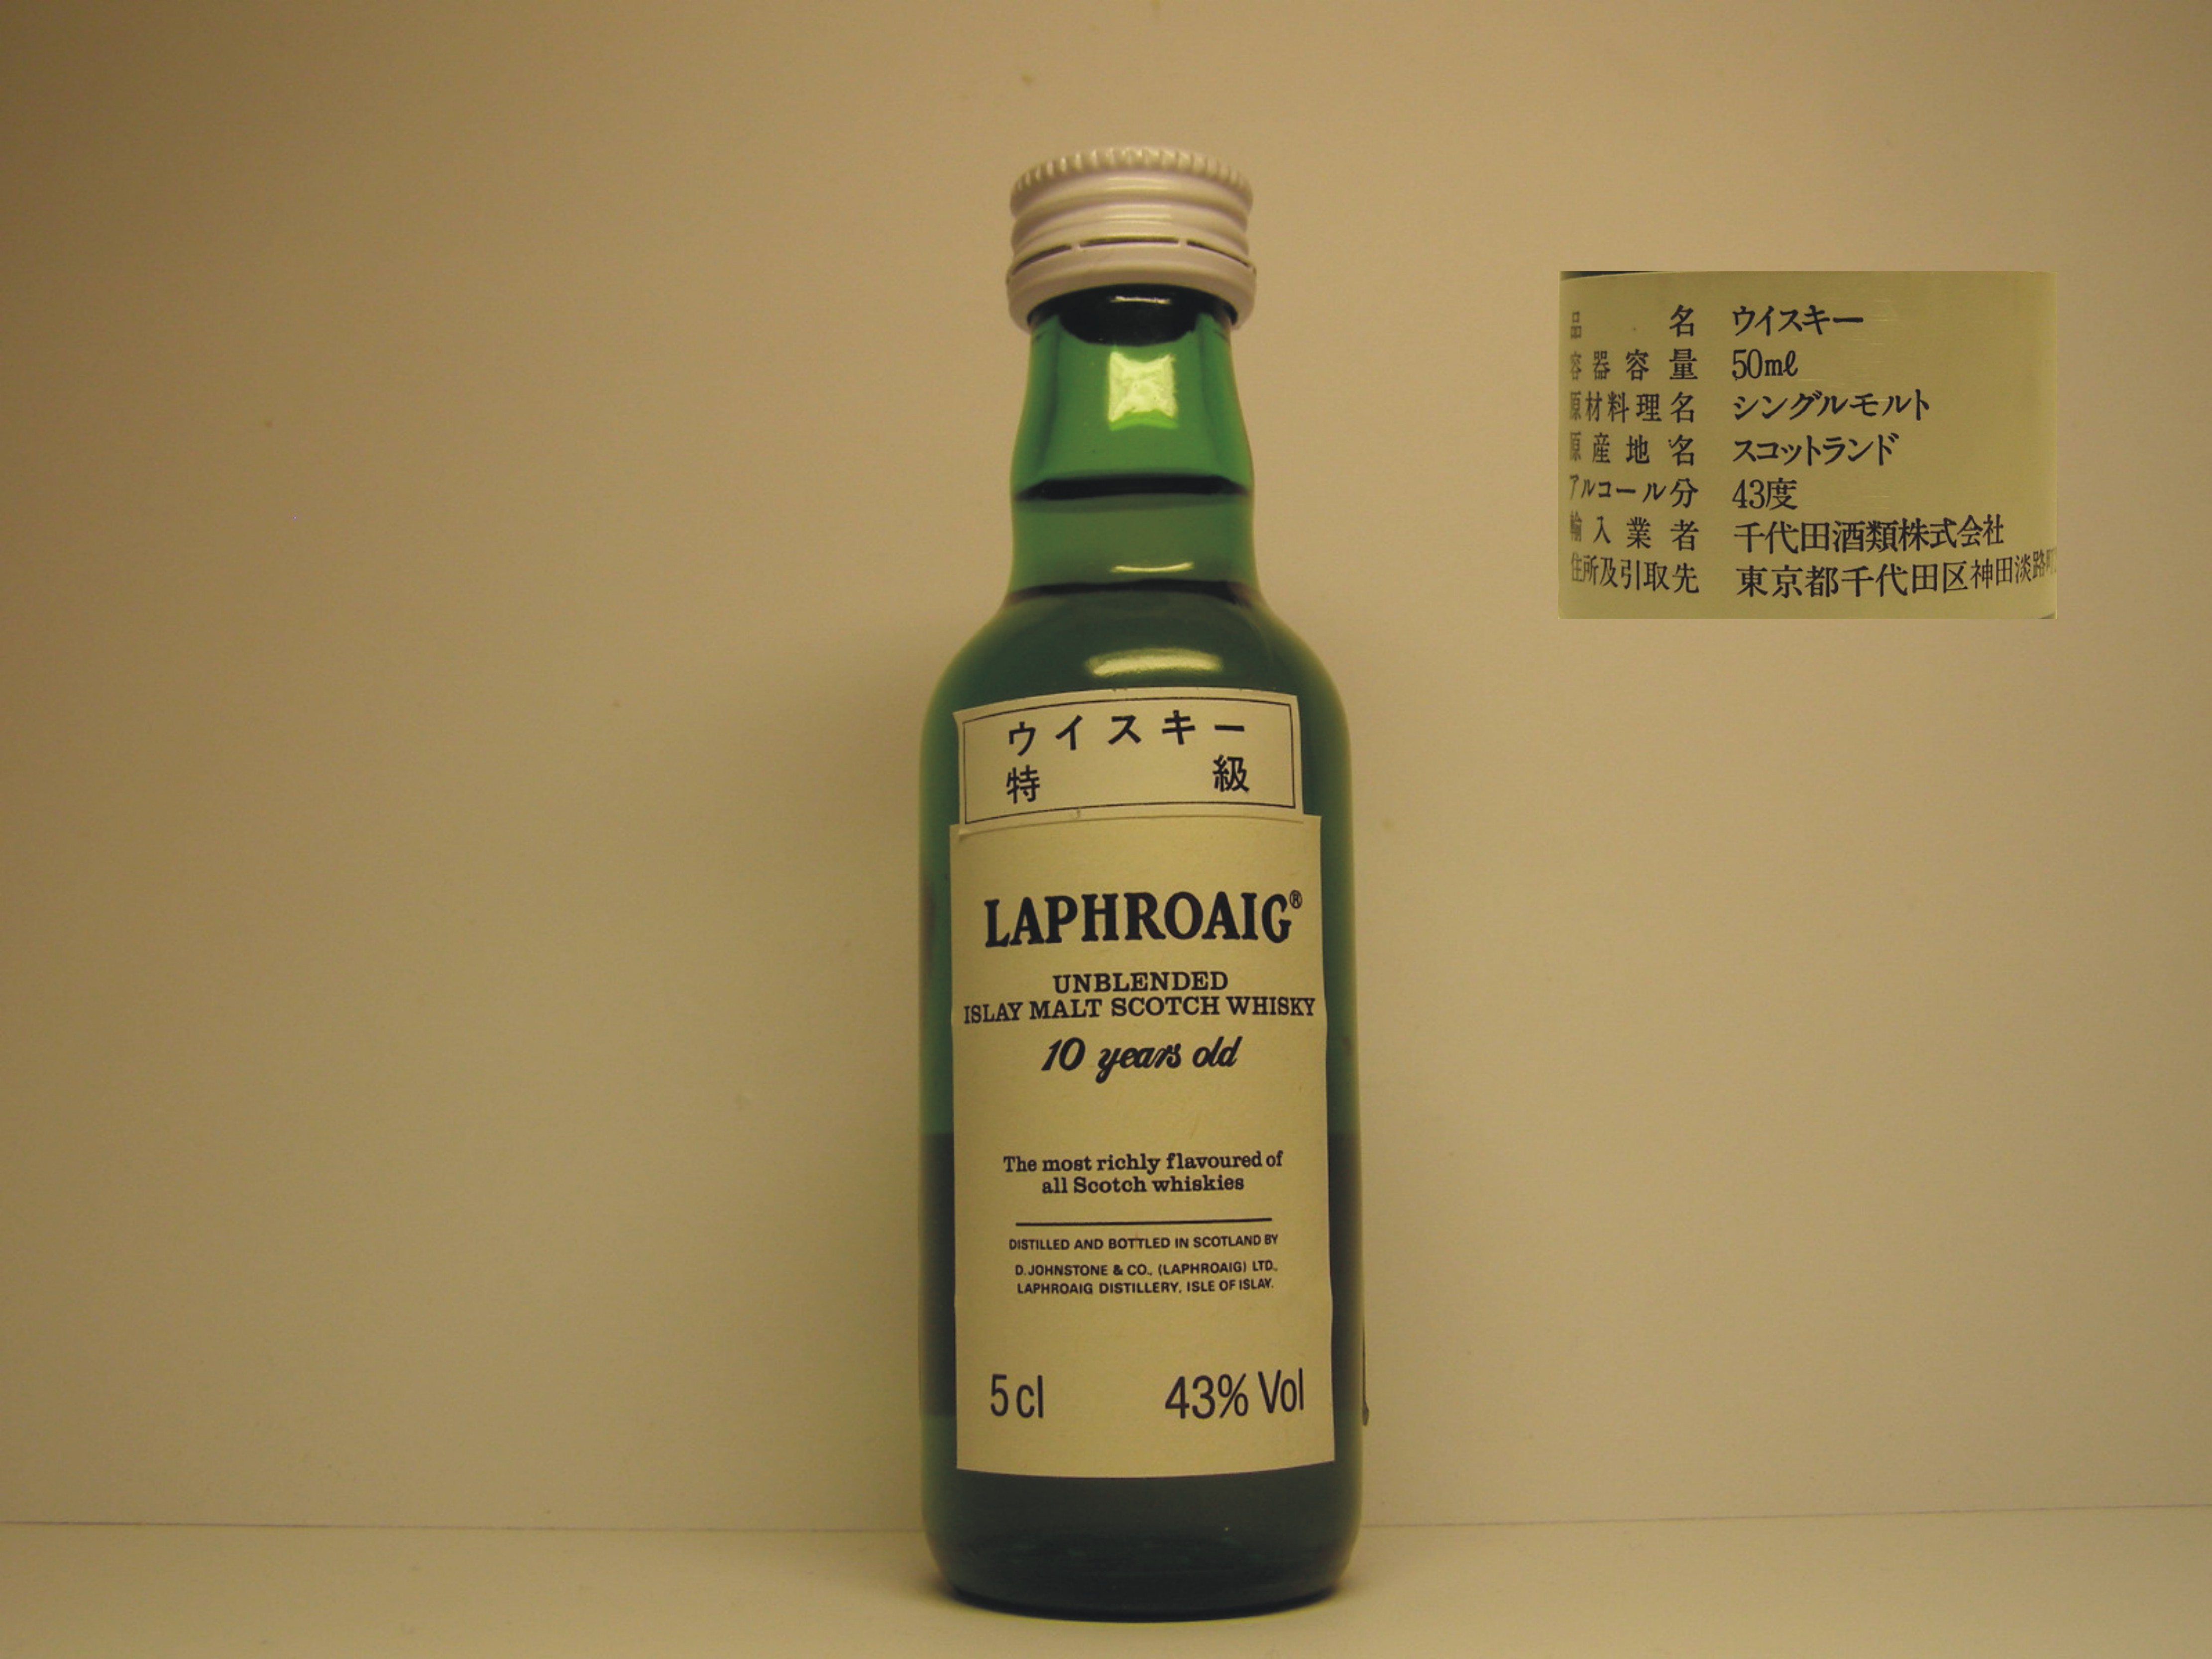 ウイスキー
特級
LAPHROAIG®
UNBLENDED
ISLAY MALT SCOTCH WHISKY
10 years old
The most richly flavoured of
all Scotch whiskies
DISTILLED AND BOTTLED IN SCOTLAND BY
D. JOHNSTONE & CO., (LAPHROAIG) LTD.,
LAPHROAIG DISTILLERY, ISLE OF ISLAY.
5 cl 43% Vol
品名 ウイスキー
容器容量 50mℓ
原材料理名 シングルモルト
原産地名 スコットランド
アルコール分 43度
輸入業者 千代田酒類株式会社
住所及引取先 東京都千代田区神田淡路町